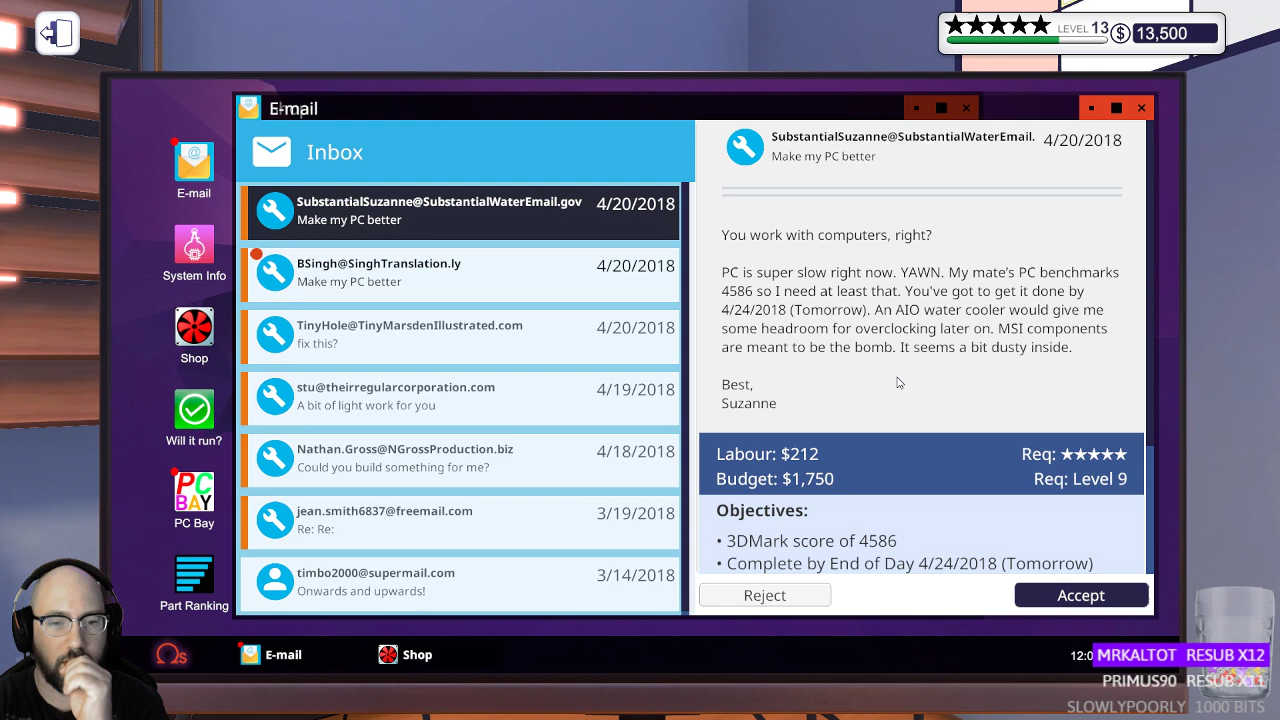 LEVEL 13 $ 13,500
E-mail
Inbox
SubstantialSuzanne@SubstantialWaterEmail.gov 4/20/2018
Make my PC better
BSingh@SinghTranslation.ly 4/20/2018
Make my PC better
TinyHole@TinyMarsdenIllustrated.com 4/20/2018
fix this?
stu@theirregularcorporation.com 4/19/2018
A bit of light work for you
Nathan.Gross@NGrossProduction.biz 4/18/2018
Could you build something for me?
jean.smith6837@freemail.com 3/19/2018
Re: Re:
timbo2000@supermail.com 3/14/2018
Onwards and upwards!
SubstantialSuzanne@SubstantialWaterEmail. 4/20/2018
Make my PC better
You work with computers, right?
PC is super slow right now. YAWN. My mate's PC benchmarks
4586 so I need at least that. You've got to get it done by
4/24/2018 (Tomorrow). An AIO water cooler would give me
some headroom for overclocking later on. MSI components
are meant to be the bomb. It seems a bit dusty inside.
Best,
Suzanne
Labour: $212 Req: ★★★★★
Budget: $1,750 Req: Level 9
Objectives:
• 3DMark score of 4586
• Complete by End of Day 4/24/2018 (Tomorrow)
Reject Accept
E-mail
System Info
Shop
Will it run?
PC BAY
PC Bay
Part Ranking
Ωs E-mail Shop 12:0
MRKALTOT RESUB X12
PRIMUS90 RESUB X11
SLOWLYPOORLY 1000 BITS